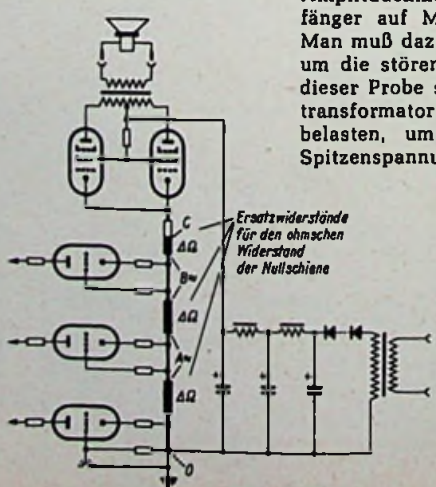 fänger auf M
Man muß daz
um die stören
dieser Probe s
transformator
belasten, um
Spitzenspannu
C
ΔΩ
Ersatzwiderstände
für den ohmschen
Widerstand
der Nullschiene
B≈
ΔΩ
A≈
ΔΩ
+
+
+
0